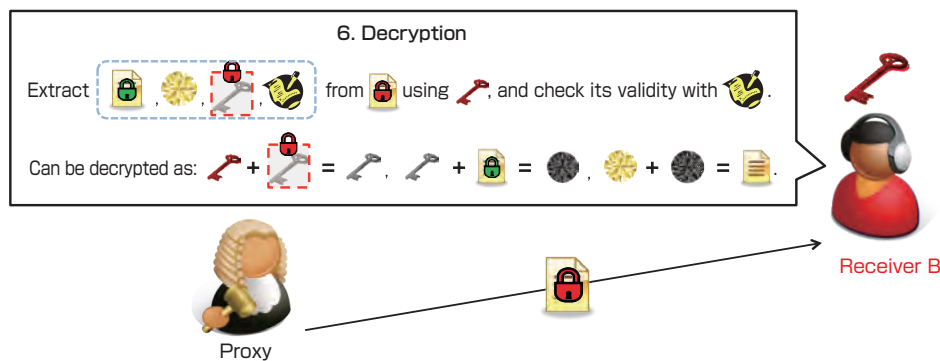 6. Decryption
Extract , , , from using , and check its validity with .
Can be decrypted as: + = , + = , + = .
Receiver B
Proxy